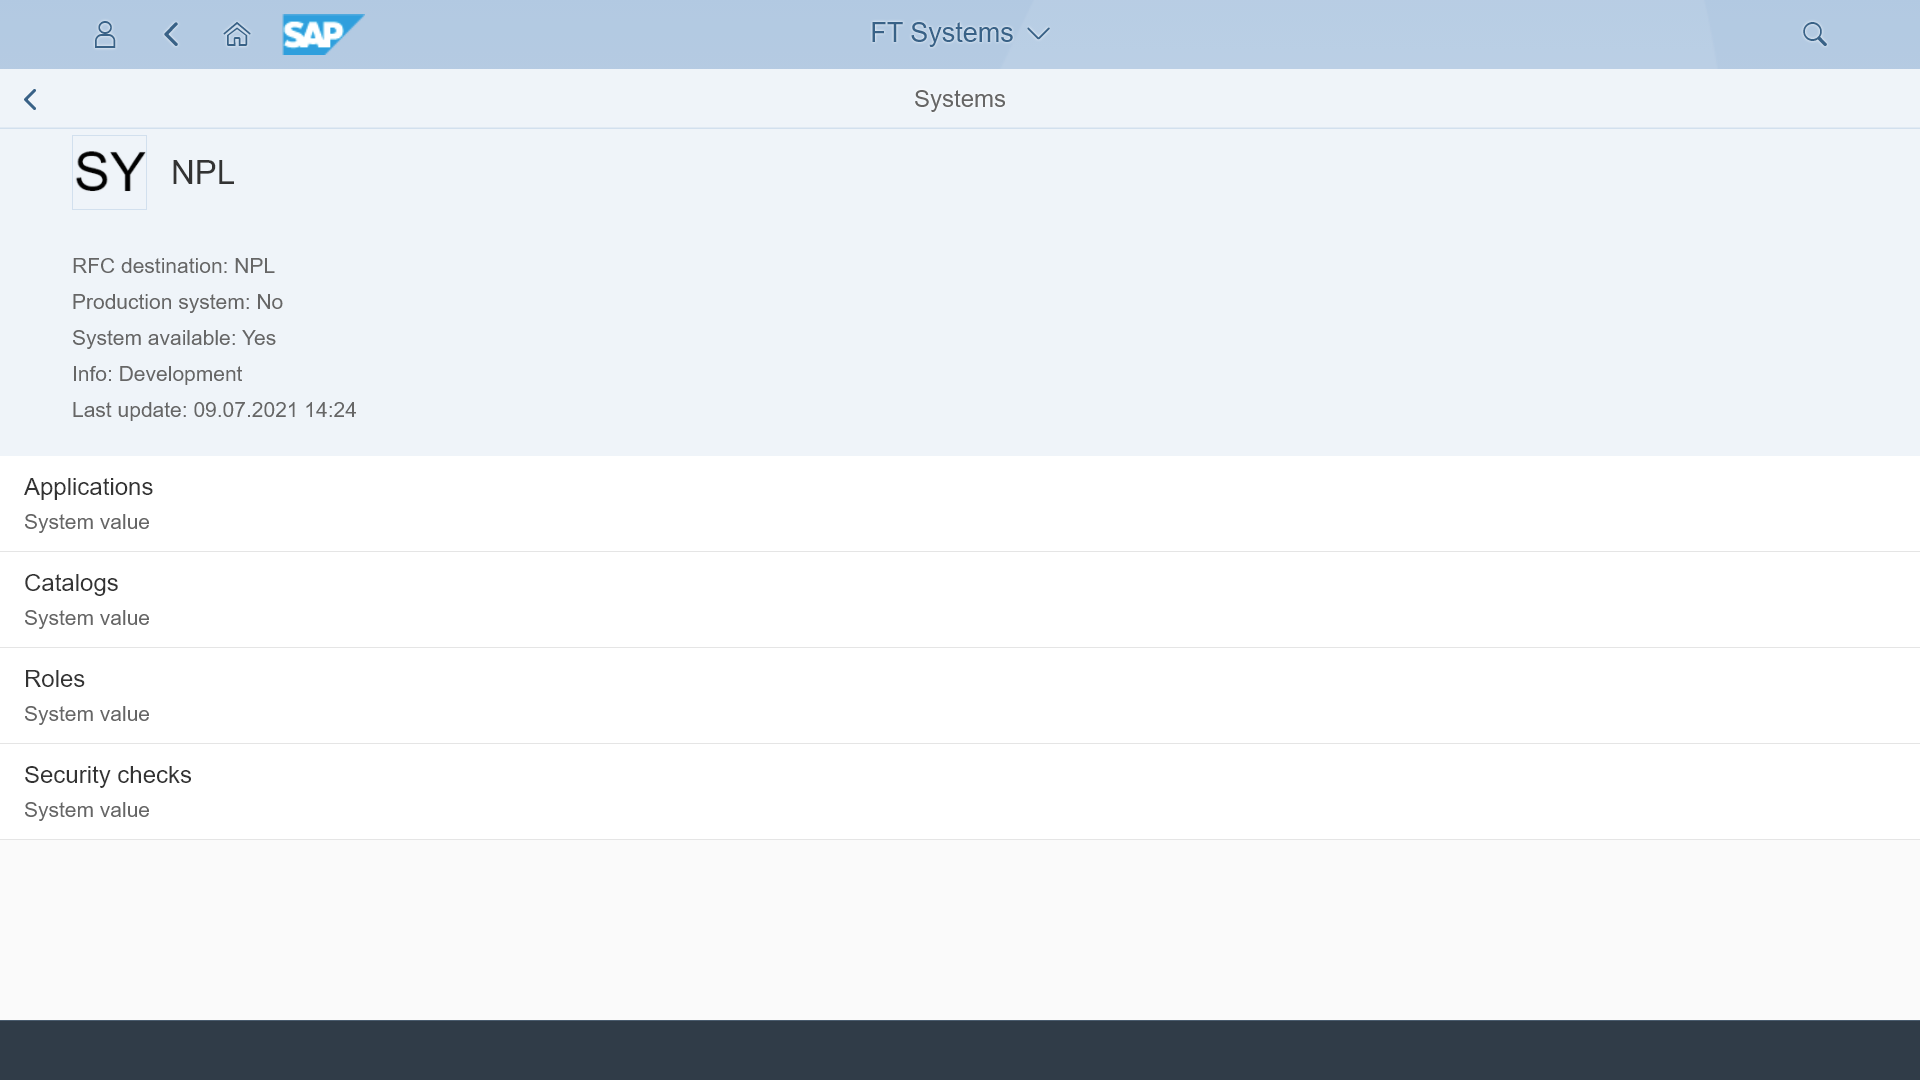 SAP
FT Systems
Systems
SY NPL
RFC destination: NPL
Production system: No
System available: Yes
Info: Development
Last update: 09.07.2021 14:24
Applications
System value
Catalogs
System value
Roles
System value
Security checks
System value